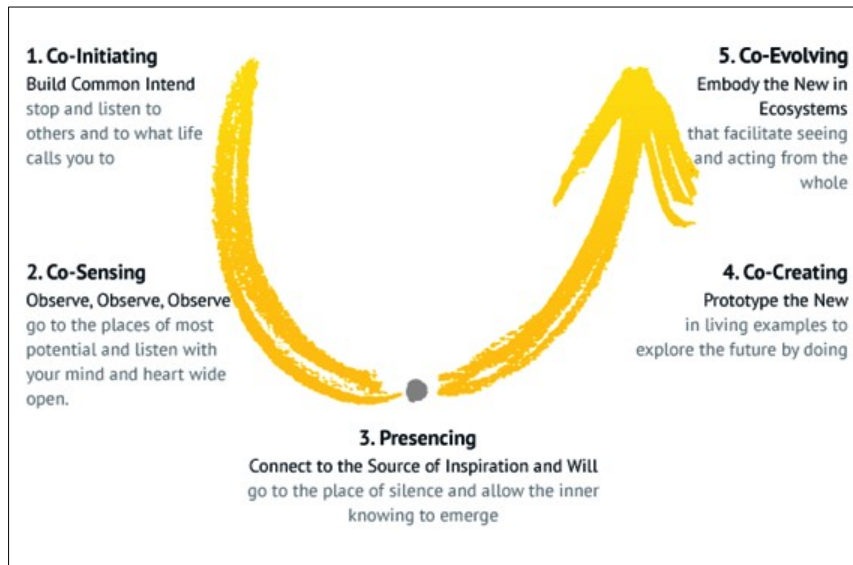 1. Co-Initiating
Build Common Intend
stop and listen to
others and to what life
calls you to
2. Co-Sensing
Observe, Observe, Observe
go to the places of most
potential and listen with
your mind and heart wide
open.
3. Presencing
Connect to the Source of Inspiration and Will
go to the place of silence and allow the inner
knowing to emerge
4. Co-Creating
Prototype the New
in living examples to
explore the future by doing
5. Co-Evolving
Embody the New in
Ecosystems
that facilitate seeing
and acting from the
whole